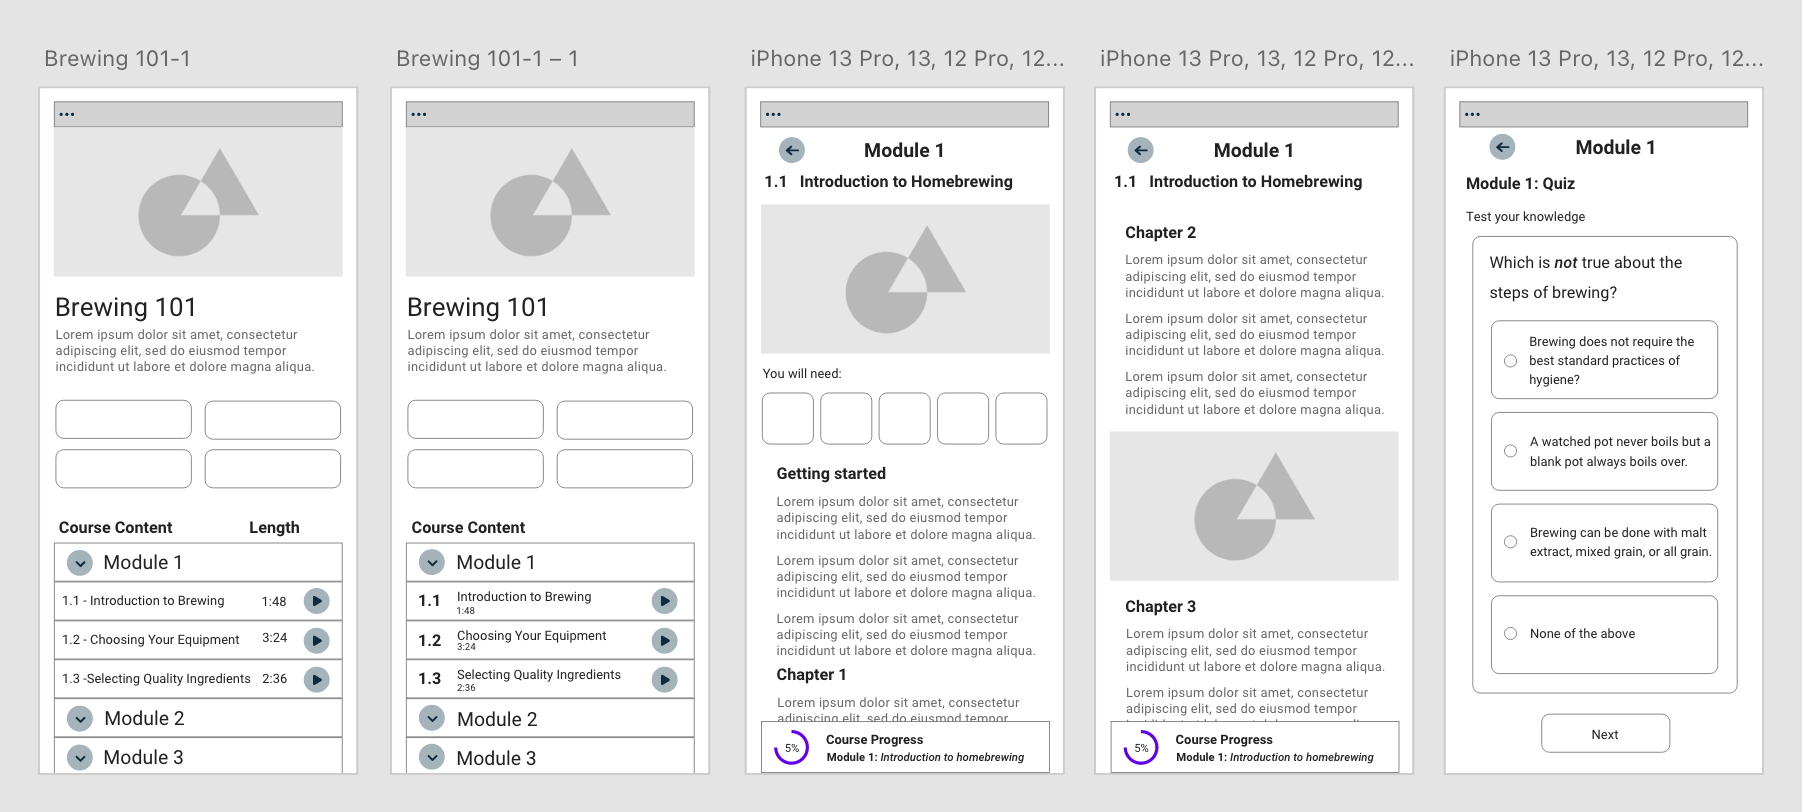 Brewing 101-1
•••
Brewing 101
Lorem ipsum dolor sit amet, consectetur
adipiscing elit, sed do eiusmod tempor
incididunt ut labore et dolore magna aliqua.
Course Content Length
Module 1
1.1 - Introduction to Brewing 1:48
1.2 - Choosing Your Equipment 3:24
1.3 -Selecting Quality Ingredients 2:36
Module 2
Module 3
Brewing 101-1 – 1
•••
Brewing 101
Lorem ipsum dolor sit amet, consectetur
adipiscing elit, sed do eiusmod tempor
incididunt ut labore et dolore magna aliqua.
Course Content
Module 1
1.1 Introduction to Brewing
1:48
1.2 Choosing Your Equipment
3:24
1.3 Selecting Quality Ingredients
2:36
Module 2
Module 3
iPhone 13 Pro, 13, 12 Pro, 12...
•••
Module 1
1.1 Introduction to Homebrewing
You will need:
Getting started
Lorem ipsum dolor sit amet, consectetur
adipiscing elit, sed do eiusmod tempor
incididunt ut labore et dolore magna aliqua.
Lorem ipsum dolor sit amet, consectetur
adipiscing elit, sed do eiusmod tempor
incididunt ut labore et dolore magna aliqua.
Lorem ipsum dolor sit amet, consectetur
adipiscing elit, sed do eiusmod tempor
incididunt ut labore et dolore magna aliqua.
Chapter 1
Lorem ipsum dolor sit amet, consectetur
adipiscing elit, sed do eiusmod tempor
5% Course Progress
Module 1: Introduction to homebrewing
iPhone 13 Pro, 13, 12 Pro, 12...
•••
Module 1
1.1 Introduction to Homebrewing
Chapter 2
Lorem ipsum dolor sit amet, consectetur
adipiscing elit, sed do eiusmod tempor
incididunt ut labore et dolore magna aliqua.
Lorem ipsum dolor sit amet, consectetur
adipiscing elit, sed do eiusmod tempor
incididunt ut labore et dolore magna aliqua.
Lorem ipsum dolor sit amet, consectetur
adipiscing elit, sed do eiusmod tempor
incididunt ut labore et dolore magna aliqua.
Chapter 3
Lorem ipsum dolor sit amet, consectetur
adipiscing elit, sed do eiusmod tempor
incididunt ut labore et dolore magna aliqua.
Lorem ipsum dolor sit amet, consectetur
adipiscing elit, sed do eiusmod tempor
5% Course Progress
Module 1: Introduction to homebrewing
iPhone 13 Pro, 13, 12 Pro, 12...
•••
Module 1
Module 1: Quiz
Test your knowledge
Which is not true about the
steps of brewing?
Brewing does not require the
best standard practices of
hygiene?
A watched pot never boils but a
blank pot always boils over.
Brewing can be done with malt
extract, mixed grain, or all grain.
None of the above
Next